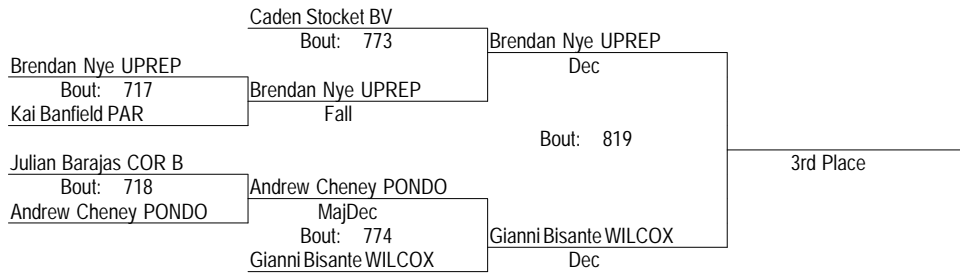 Caden Stocket BV
Bout: 773
Brendan Nye UPREP
Dec
Brendan Nye UPREP
Bout: 717
Brendan Nye UPREP
Kai Banfield PAR
Fall
Bout: 819
Julian Barajas COR B
3rd Place
Bout: 718
Andrew Cheney PONDO
Andrew Cheney PONDO
MajDec
Bout: 774
Gianni Bisante WILCOX
Gianni Bisante WILCOX
Dec